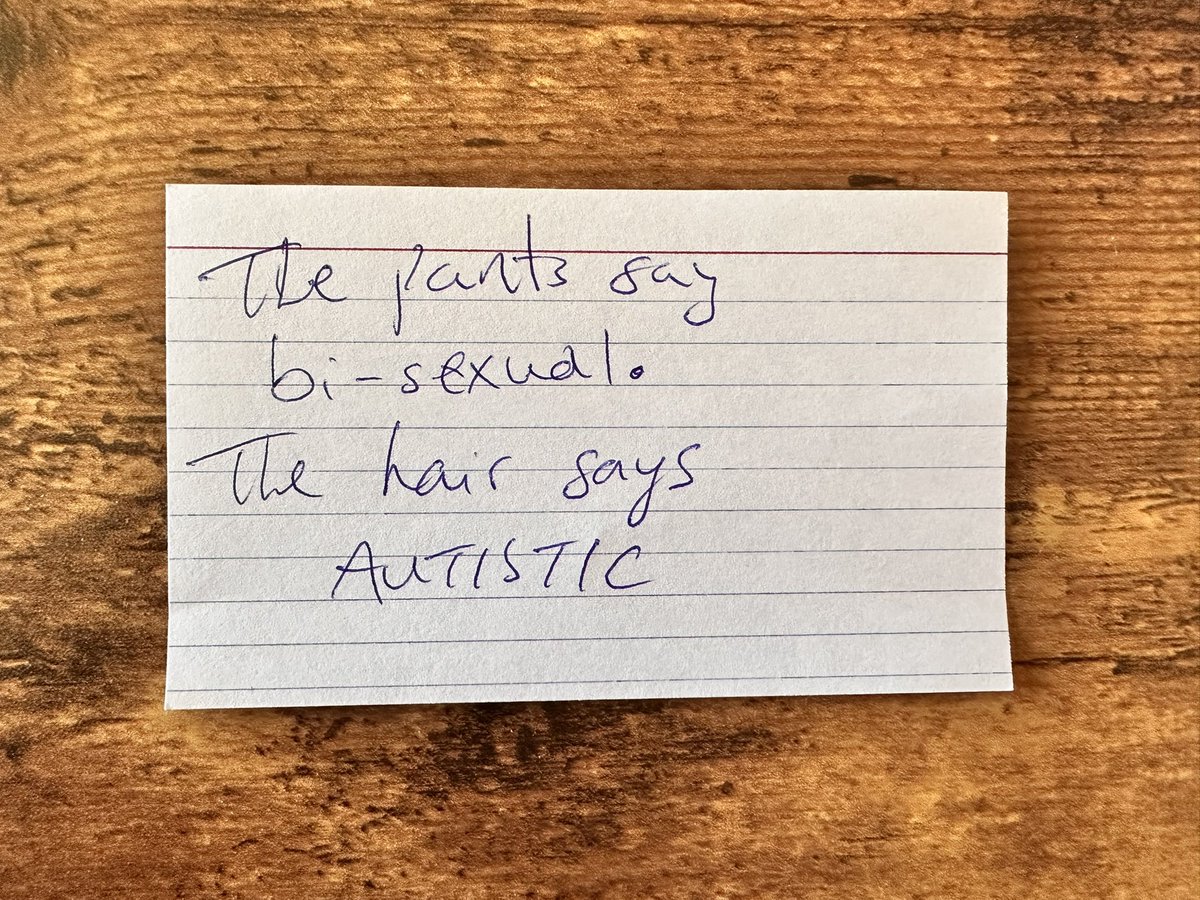 The pants say
bi-sexual.
The hair says
AUTISTIC